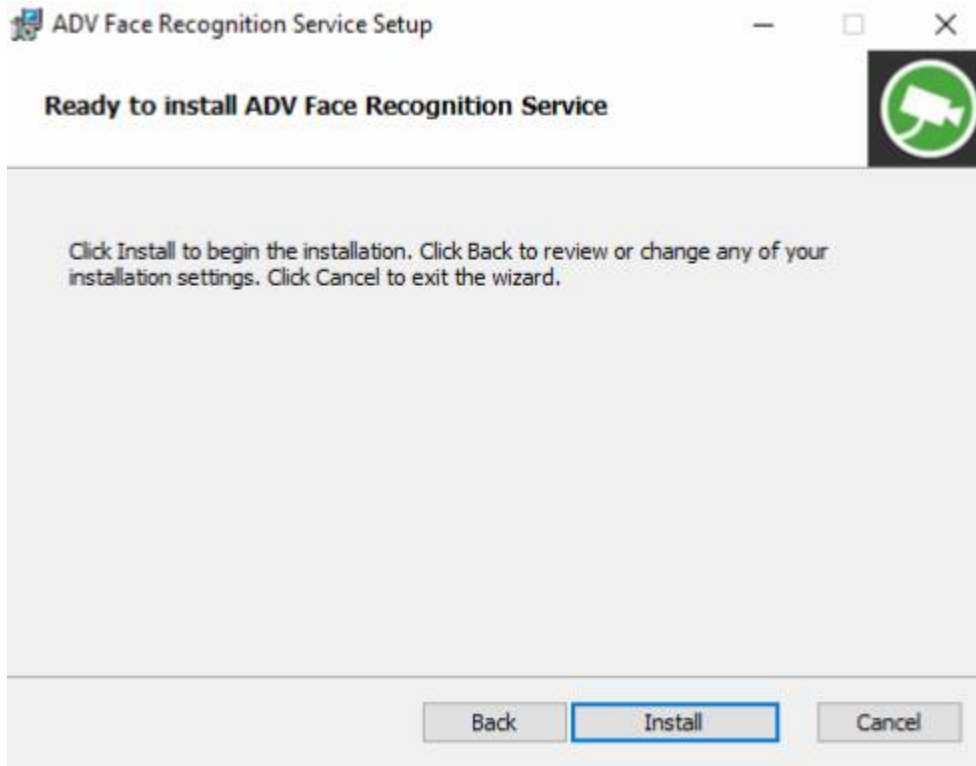 ADV Face Recognition Service Setup
Ready to install ADV Face Recognition Service
Click Install to begin the installation. Click Back to review or change any of your
installation settings. Click Cancel to exit the wizard.
Back Install Cancel